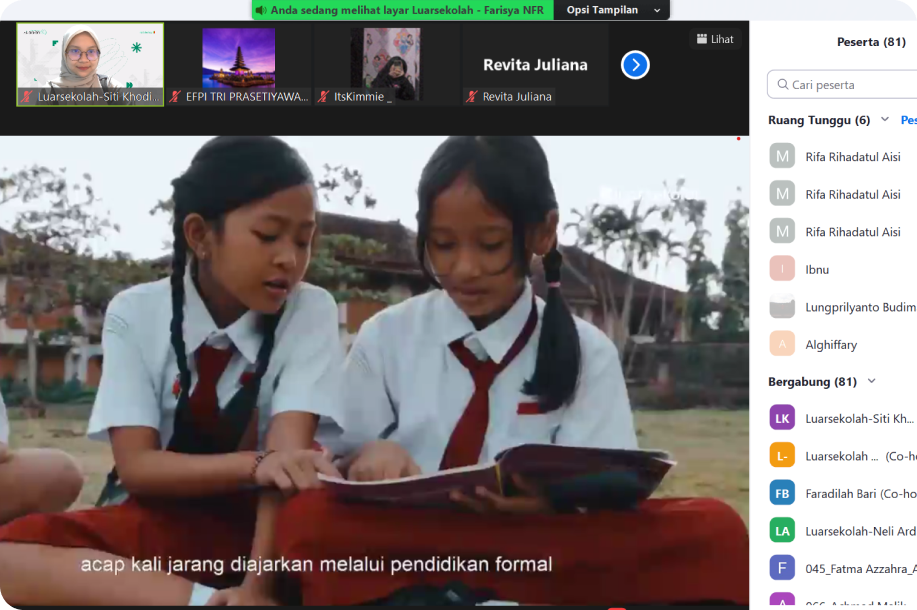 Anda sedang melihat layar Luarsekolah - Farisya NFR
Opsi Tampilan
Lihat
Luarsekolah-Siti Khodi...
EFPI TRI PRASETIYAWA...
ItsKimmie _
Revita Juliana
Revita Juliana
acap kali jarang diajarkan melalui pendidikan formal
Peserta (81)
Cari peserta
Ruang Tunggu (6)
Pes
M Rifa Rihadatul Aisi
M Rifa Rihadatul Aisi
M Rifa Rihadatul Aisi
I Ibnu
Lungprilyanto Budim
A Alghiffary
Bergabung (81)
LK Luarsekolah-Siti Kh...
L- Luarsekolah ... (Co-ho
FB Faradilah Bari (Co-ho
LA Luarsekolah-Neli Ard
F 045_Fatma Azzahra_A